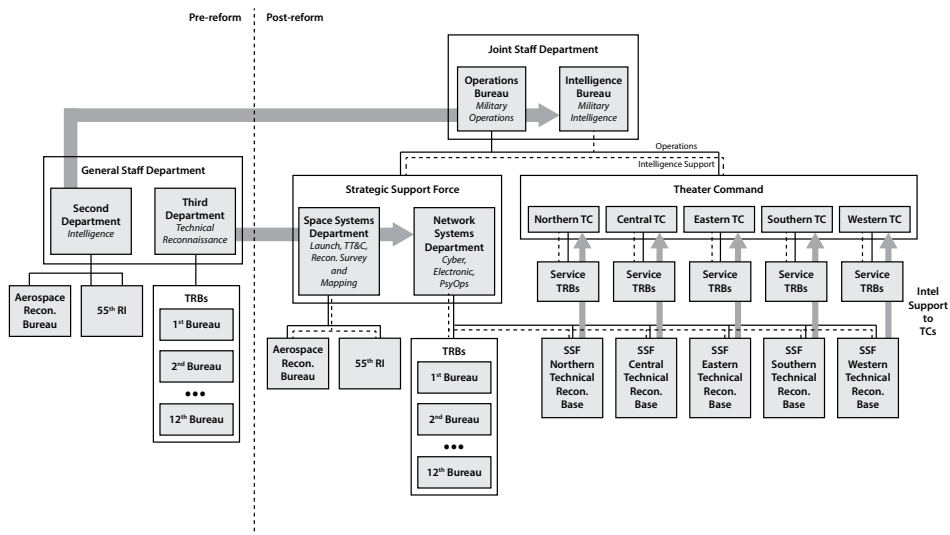 Pre-reform
Post-reform
Joint Staff Department
Operations
Bureau
Military
Operations
Intelligence
Bureau
Military
Intelligence
Operations
Intelligence Support
General Staff Department
Second
Department
Intelligence
Third
Department
Technical
Reconnaissance
Strategic Support Force
Space Systems
Department
Launch, TT&C,
Recon. Survey
and
Mapping
Network
Systems
Department
Cyber,
Electronic,
PsyOps
Theater Command
Northern TC
Central TC
Eastern TC
Southern TC
Western TC
Service
TRBs
Service
TRBs
Service
TRBs
Service
TRBs
Service
TRBs
Intel
Support
to
TCs
Aerospace
Recon.
Bureau
55th RI
TRBs
1st Bureau
2nd Bureau
•••
12th Bureau
Aerospace
Recon.
Bureau
55th RI
TRBs
1st Bureau
2nd Bureau
•••
12th Bureau
SSF
Northern
Technical
Recon.
Base
SSF
Central
Technical
Recon.
Base
SSF
Eastern
Technical
Recon.
Base
SSF
Southern
Technical
Recon.
Base
SSF
Western
Technical
Recon.
Base